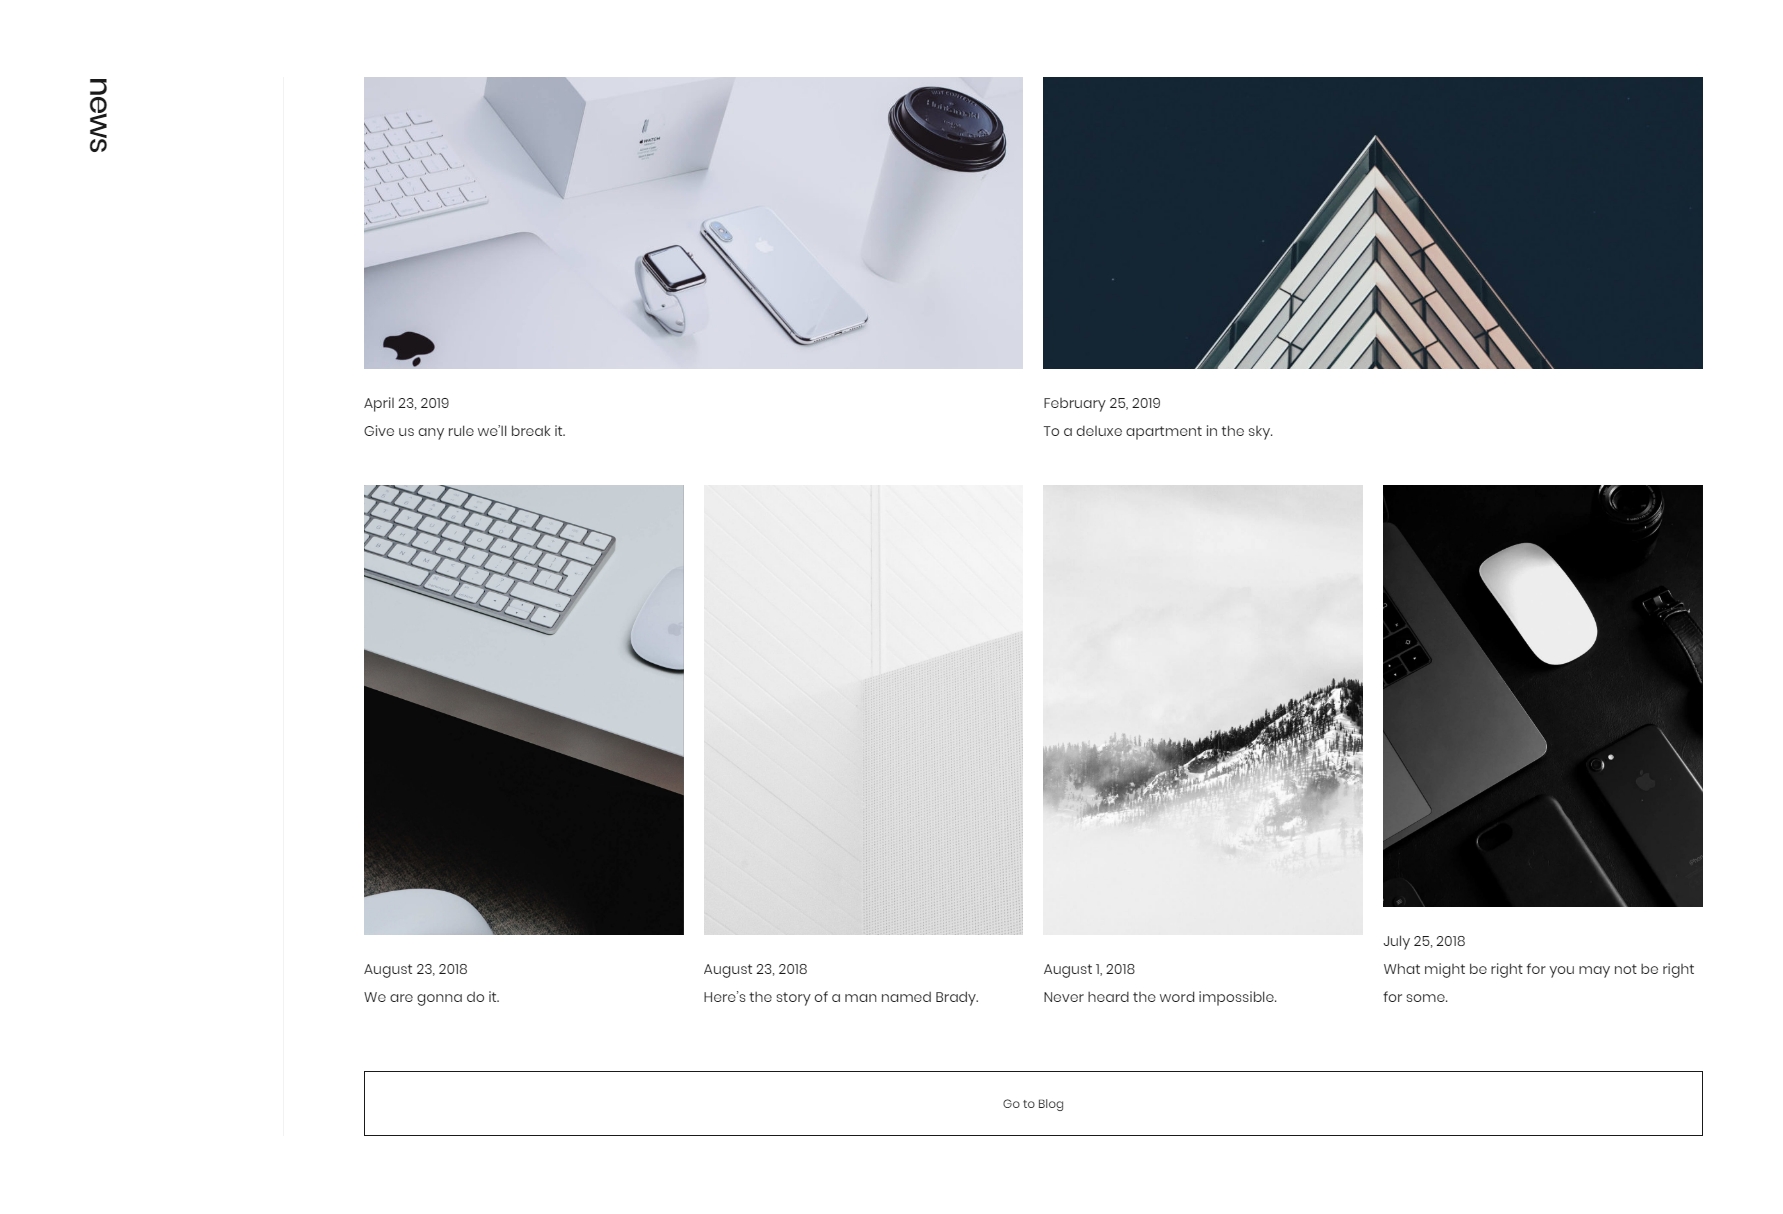 news
WATCH
April 23, 2019
Give us any rule we’ll break it.
February 25, 2019
To a deluxe apartment in the sky.
August 23, 2018
We are gonna do it.
August 23, 2018
Here’s the story of a man named Brady.
August 1, 2018
Never heard the word impossible.
July 25, 2018
What might be right for you may not be right
for some.
Go to Blog